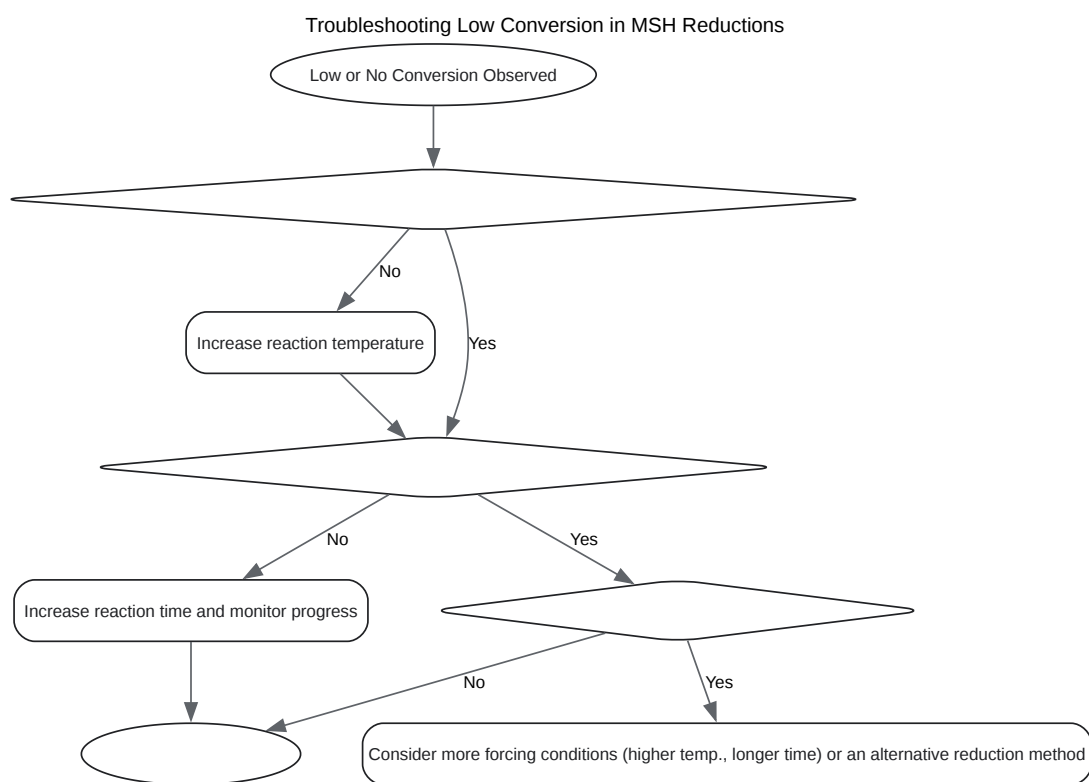 Troubleshooting Low Conversion in MSH Reductions
Low or No Conversion Observed
No
Increase reaction temperature
Yes
No
Yes
Increase reaction time and monitor progress
No
Yes
Consider more forcing conditions (higher temp., longer time) or an alternative reduction method